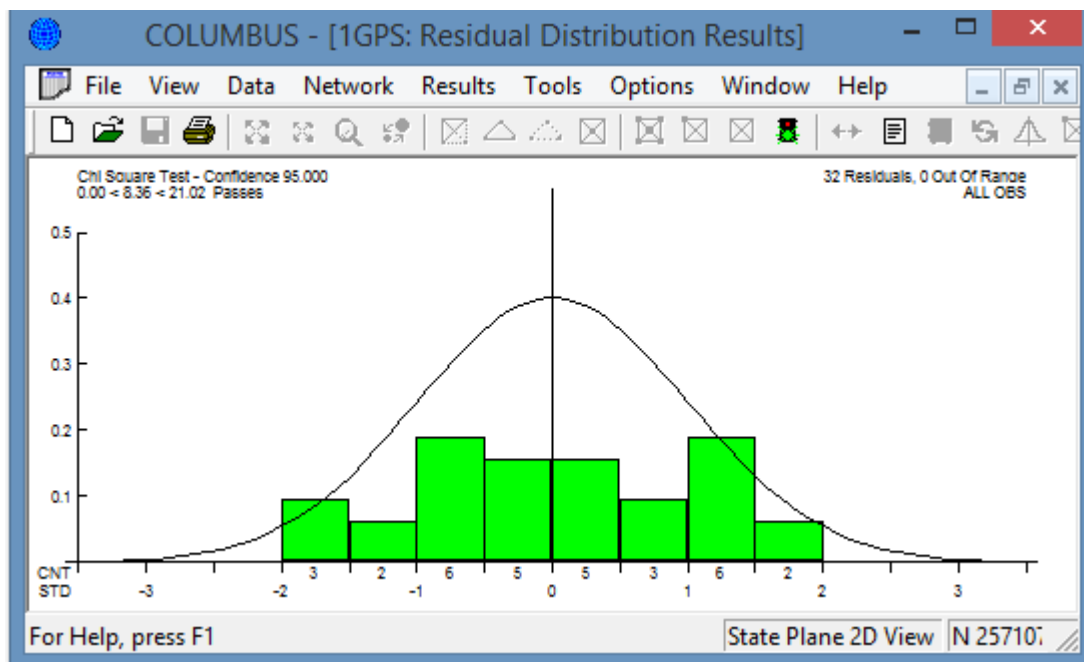 COLUMBUS - [1GPS: Residual Distribution Results]
File View Data Network Results Tools Options Window Help
Chi Square Test - Confidence 95.000
0.00 < 8.36 < 21.02 Passes
32 Residuals, 0 Out Of Range
ALL OBS
0.5
0.4
0.3
0.2
0.1
CNT 3 2 6 5 5 3 6 2
STD -3 -2 -1 0 1 2 3
For Help, press F1
State Plane 2D View
N 257107